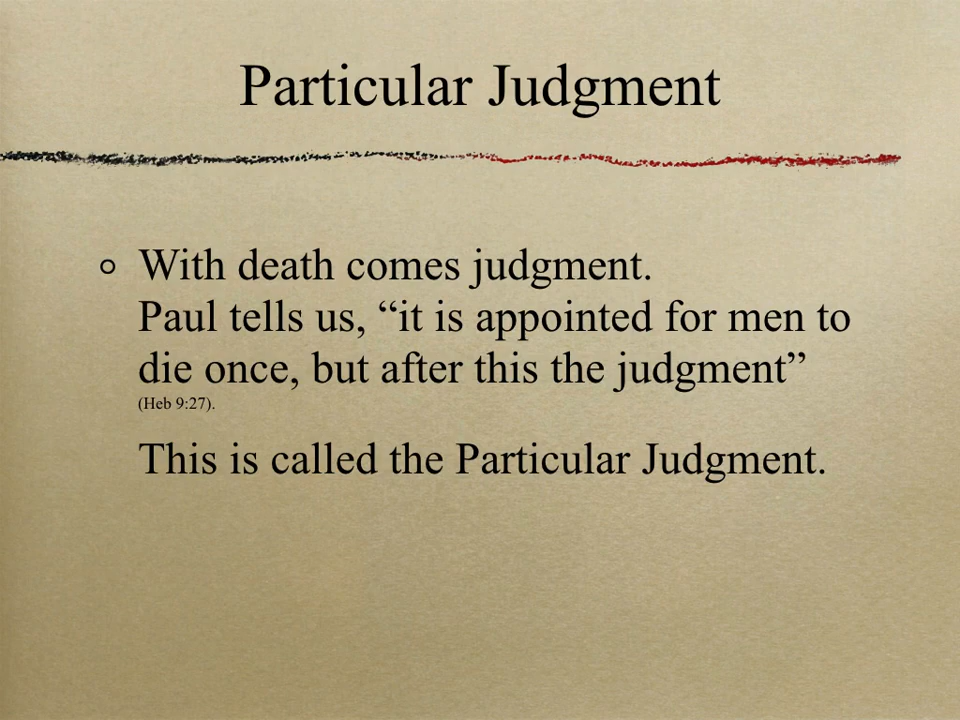 Particular Judgment
With death comes judgment.
Paul tells us, “it is appointed for men to
die once, but after this the judgment”
(Heb 9:27).
This is called the Particular Judgment.